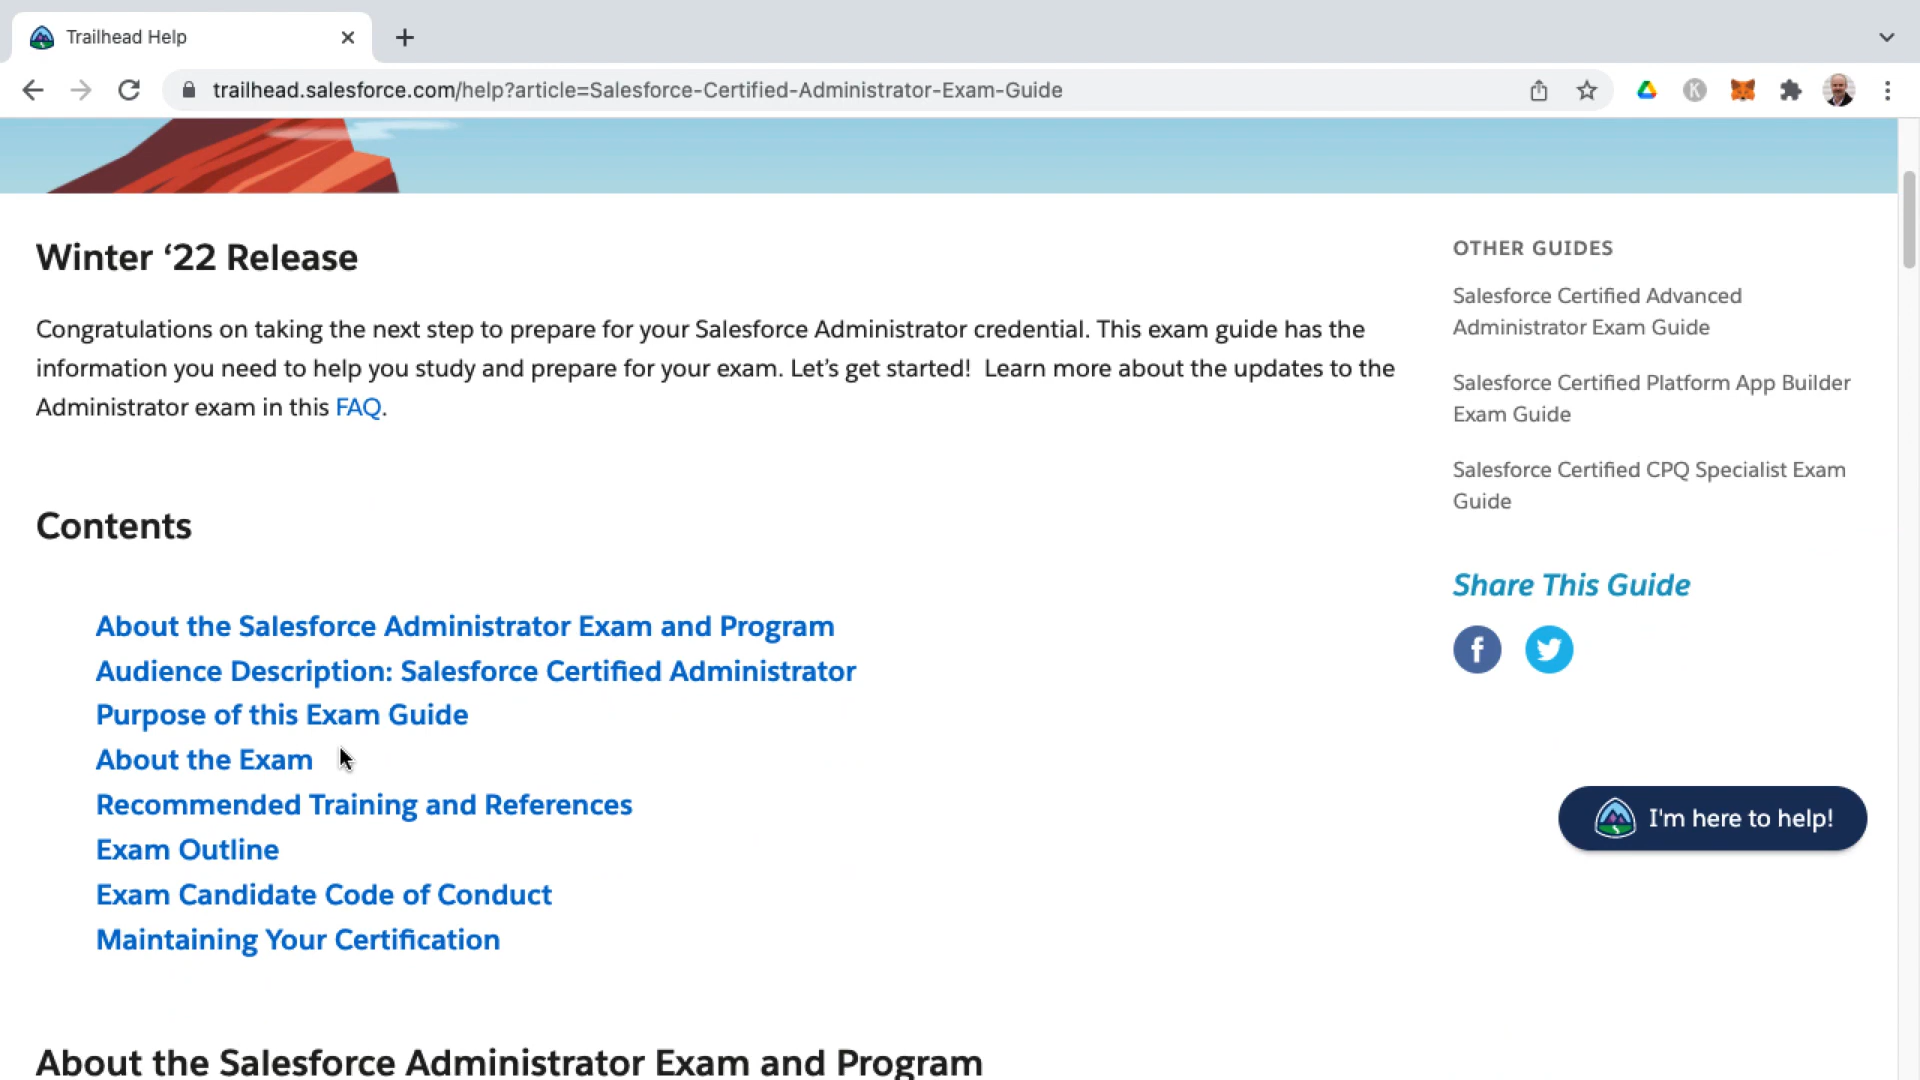 Trailhead Help
trailhead.salesforce.com/help?article=Salesforce-Certified-Administrator-Exam-Guide
K
Winter ‘22 Release
Congratulations on taking the next step to prepare for your Salesforce Administrator credential. This exam guide has the
information you need to help you study and prepare for your exam. Let’s get started!  Learn more about the updates to the
Administrator exam in this FAQ.
Contents
About the Salesforce Administrator Exam and Program
Audience Description: Salesforce Certified Administrator
Purpose of this Exam Guide
About the Exam
Recommended Training and References
Exam Outline
Exam Candidate Code of Conduct
Maintaining Your Certification
About the Salesforce Administrator Exam and Program
OTHER GUIDES
Salesforce Certified Advanced
Administrator Exam Guide
Salesforce Certified Platform App Builder
Exam Guide
Salesforce Certified CPQ Specialist Exam
Guide
Share This Guide
f
I'm here to help!